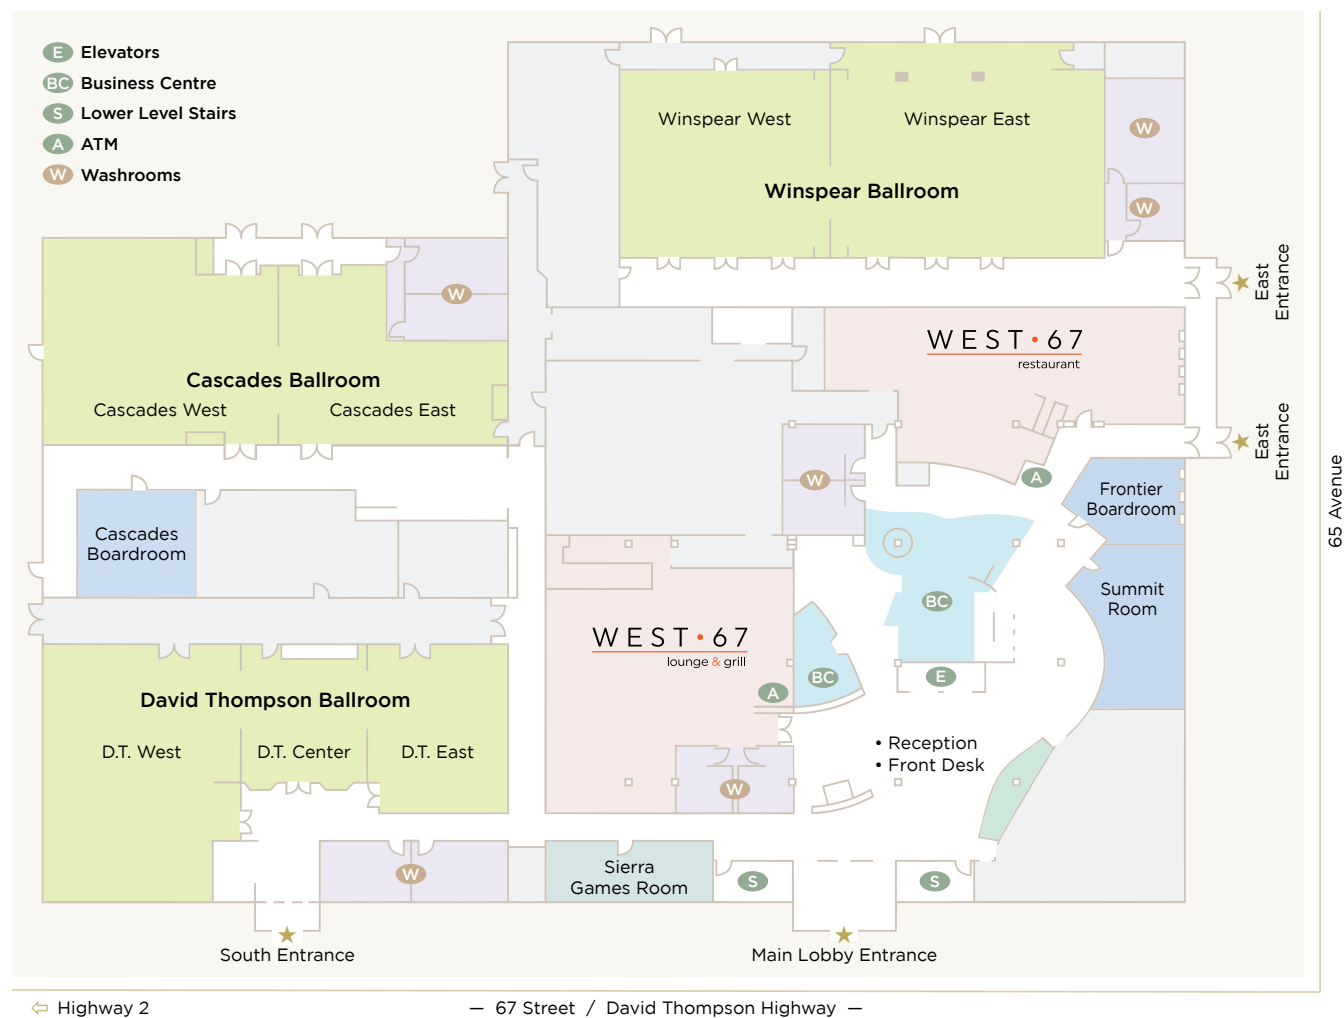 E Elevators
BC Business Centre
S Lower Level Stairs
A ATM
W Washrooms
Winspear West
Winspear East
W
Winspear Ballroom
W
East
Entrance
W
WEST•67
restaurant
Cascades Ballroom
Cascades West
Cascades East
East
Entrance
W
A
Frontier
Boardroom
65 Avenue
Cascades
Boardroom
BC
Summit
Room
WEST•67
lounge & grill
A
BC
E
David Thompson Ballroom
D.T. West
D.T. Center
D.T. East
• Reception
• Front Desk
W
W
Sierra
Games Room
S
S
South Entrance
Main Lobby Entrance
Highway 2
— 67 Street / David Thompson Highway —